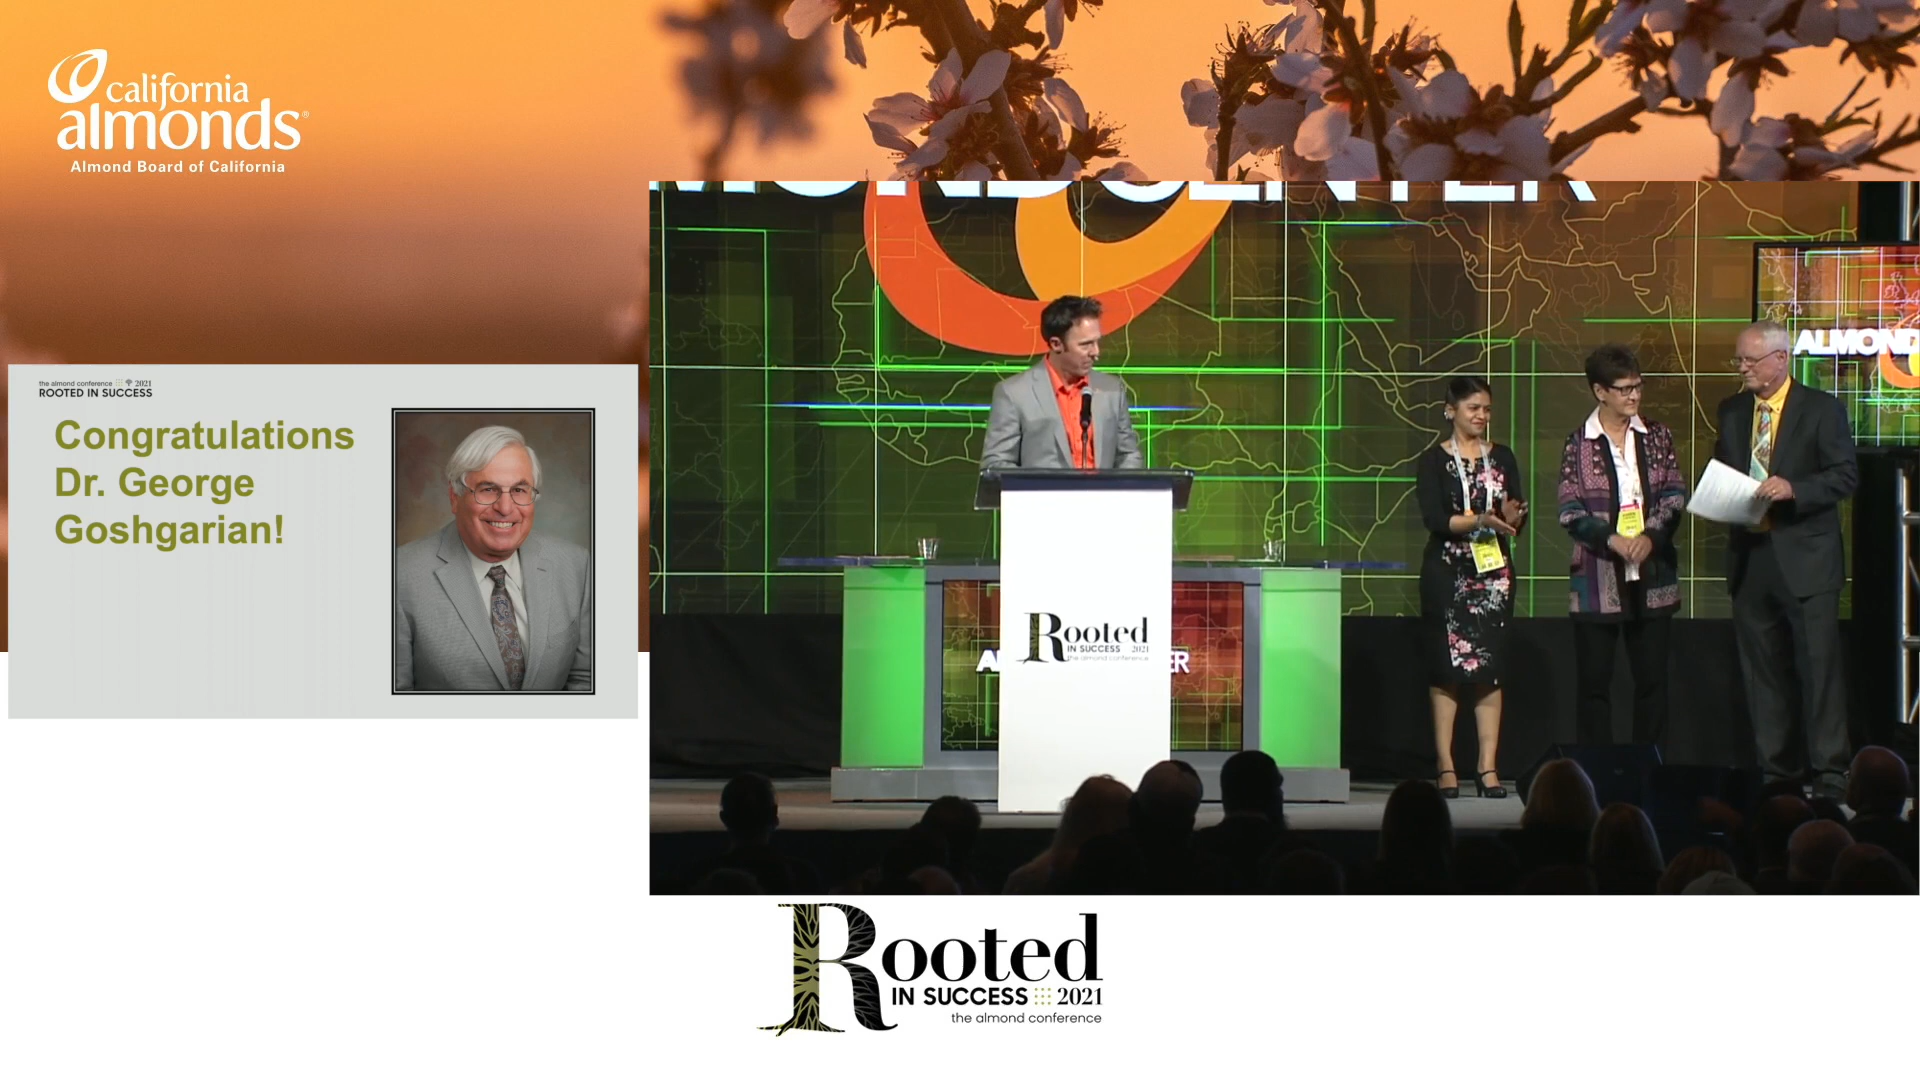 california
almonds®
Almond Board of California
the almond conference 2021
ROOTED IN SUCCESS
Congratulations
Dr. George
Goshgarian!
ALMOND
Rooted
IN SUCCESS 2021
the almond conference
Rooted
IN SUCCESS 2021
the almond conference